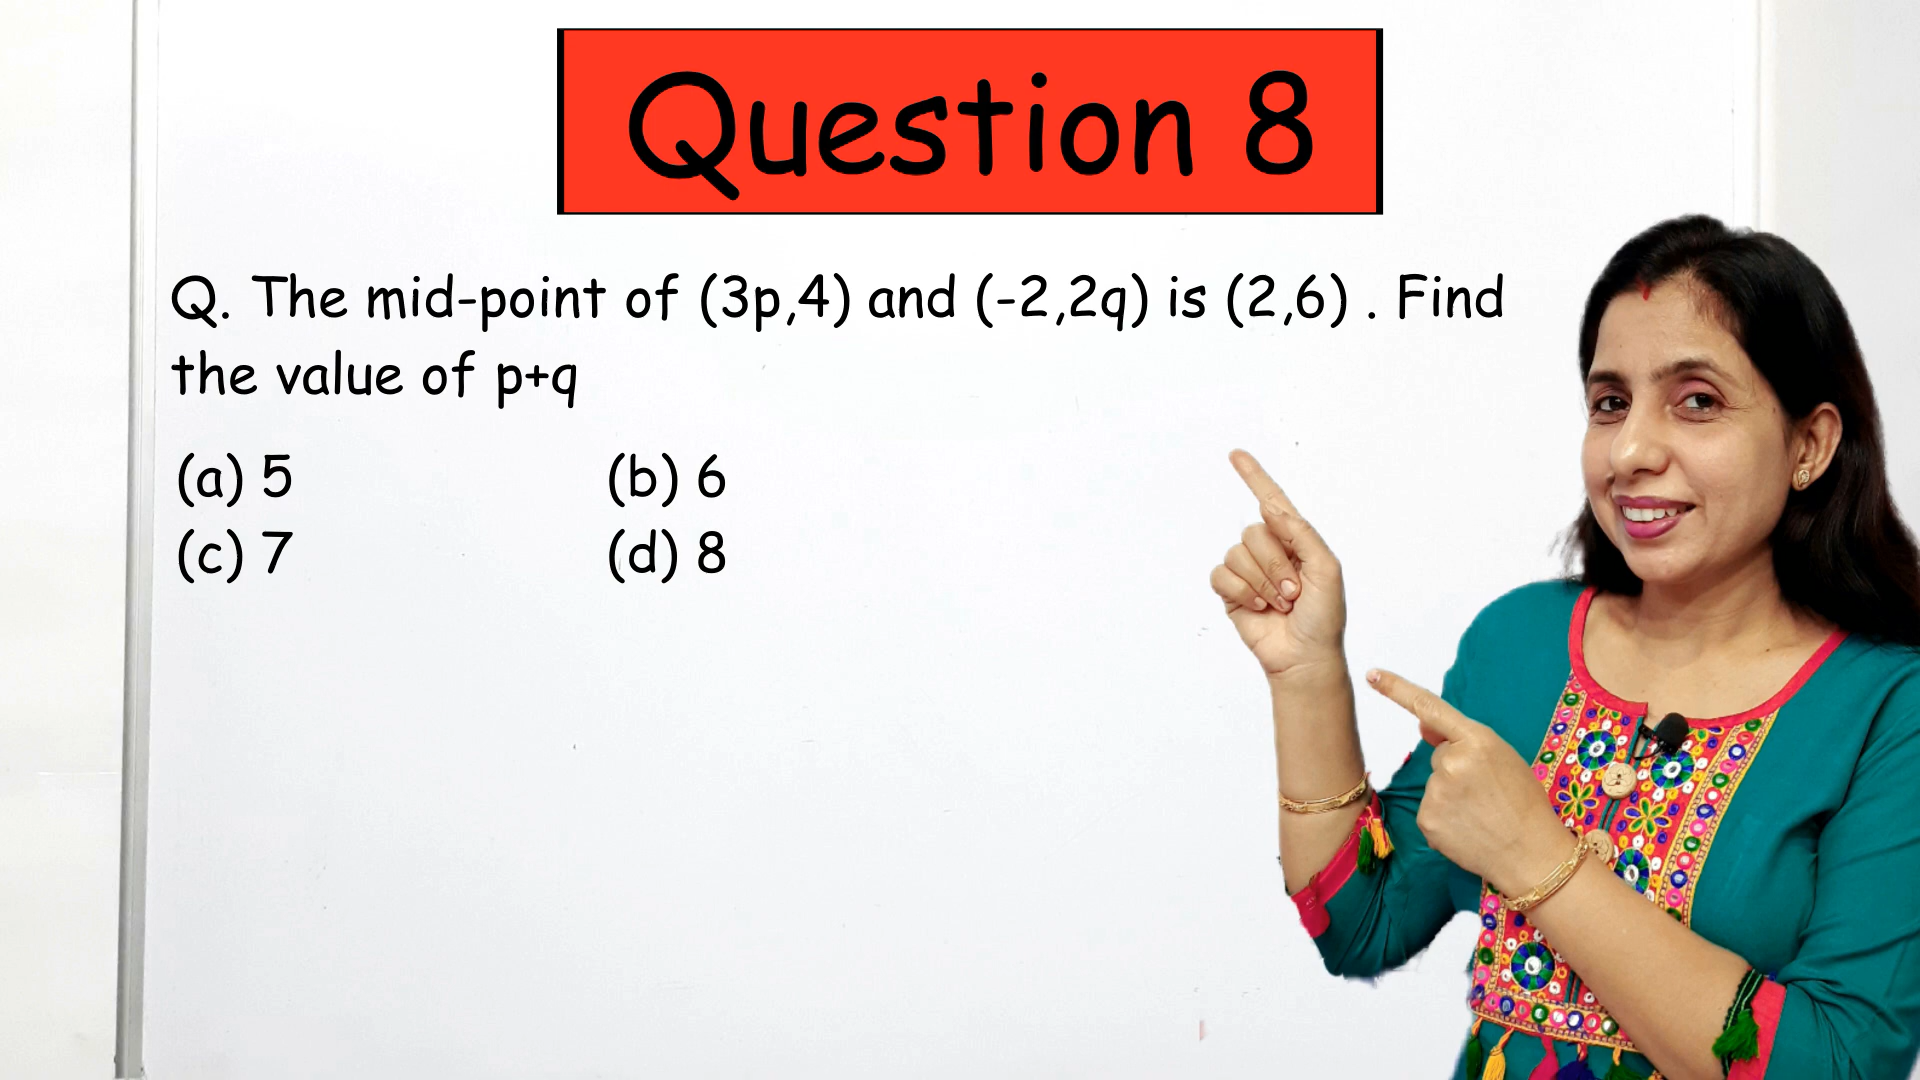 Question 8
Q. The mid-point of (3p,4) and (-2,2q) is (2,6) . Find
the value of p+q
(a) 5 (b) 6
(c) 7 (d) 8